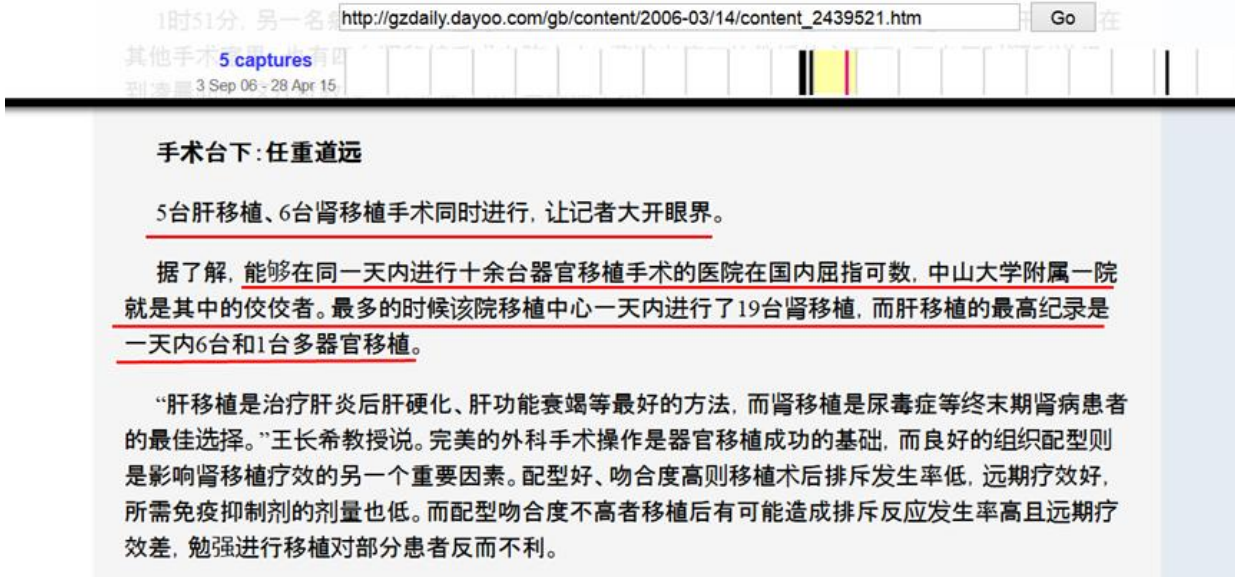 1时51分, 另一名
http://gzdaily.dayoo.com/gb/content/2006-03/14/content_2439521.htm
Go
在
其他手术
5 captures
3 Sep 06 - 28 Apr 15
手术台下:任重道远
5台肝移植、6台肾移植手术同时进行, 让记者大开眼界。
据了解, 能够在同一天内进行十余台器官移植手术的医院在国内屈指可数, 中山大学附属一院
就是其中的佼佼者。最多的时候该院移植中心一天内进行了19台肾移植, 而肝移植的最高纪录是
一天内6台和1台多器官移植。
“肝移植是治疗肝炎后肝硬化、肝功能衰竭等最好的方法, 而肾移植是尿毒症等终末期肾病患者
的最佳选择。”王长希教授说。完美的外科手术操作是器官移植成功的基础, 而良好的组织配型则
是影响肾移植疗效的另一个重要因素。配型好、吻合度高则移植术后排斥发生率低, 远期疗效好,
所需免疫抑制剂的剂量也低。而配型吻合度不高者移植后有可能造成排斥反应发生率高且远期疗
效差, 勉强进行移植对部分患者反而不利。